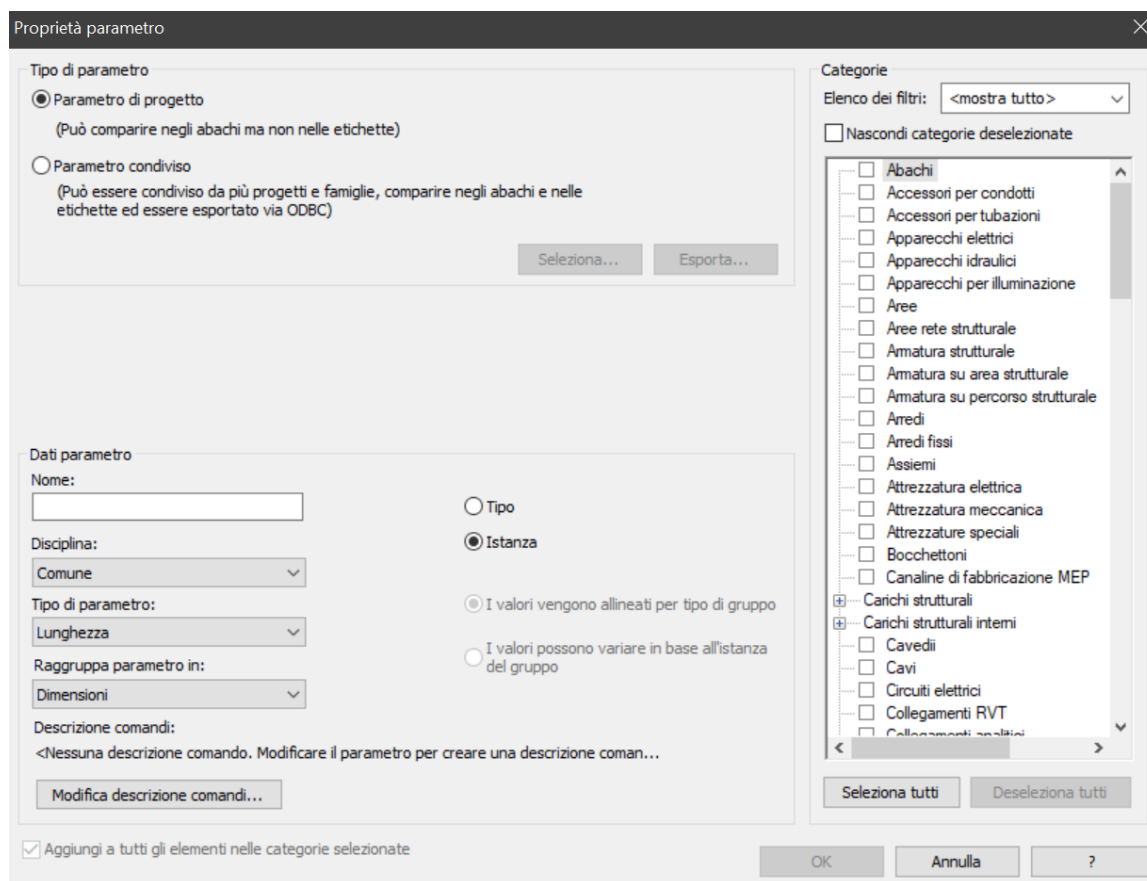 Proprietà parametro
Tipo di parametro
Parametro di progetto
(Può comparire negli abachi ma non nelle etichette)
Parametro condiviso
(Può essere condiviso da più progetti e famiglie, comparire negli abachi e nelle
etichette ed essere esportato via ODBC)
Seleziona...
Esporta...
Dati parametro
Nome:
Disciplina:
Comune
Tipo di parametro:
Lunghezza
Raggruppa parametro in:
Dimensioni
Descrizione comandi:
<Nessuna descrizione comando. Modificare il parametro per creare una descrizione coman...
Modifica descrizione comandi...
Tipo
Istanza
I valori vengono allineati per tipo di gruppo
I valori possono variare in base all'istanza
del gruppo
Aggiungi a tutti gli elementi nelle categorie selezionate
Categorie
Elenco dei filtri:
<mostra tutto>
Nascondi categorie deselezionate
Abachi
Accessori per condotti
Accessori per tubazioni
Apparecchi elettrici
Apparecchi idraulici
Apparecchi per illuminazione
Aree
Aree rete strutturale
Armatura strutturale
Armatura su area strutturale
Armatura su percorso strutturale
Arredi
Arredi fissi
Assiemi
Attrezzatura elettrica
Attrezzatura meccanica
Attrezzature speciali
Bocchettoni
Canaline di fabbricazione MEP
Carichi strutturali
Carichi strutturali interni
Cavedii
Cavi
Circuiti elettrici
Collegamenti RVT
Collegamenti analitici
Seleziona tutti
Deseleziona tutti
OK
Annulla
?